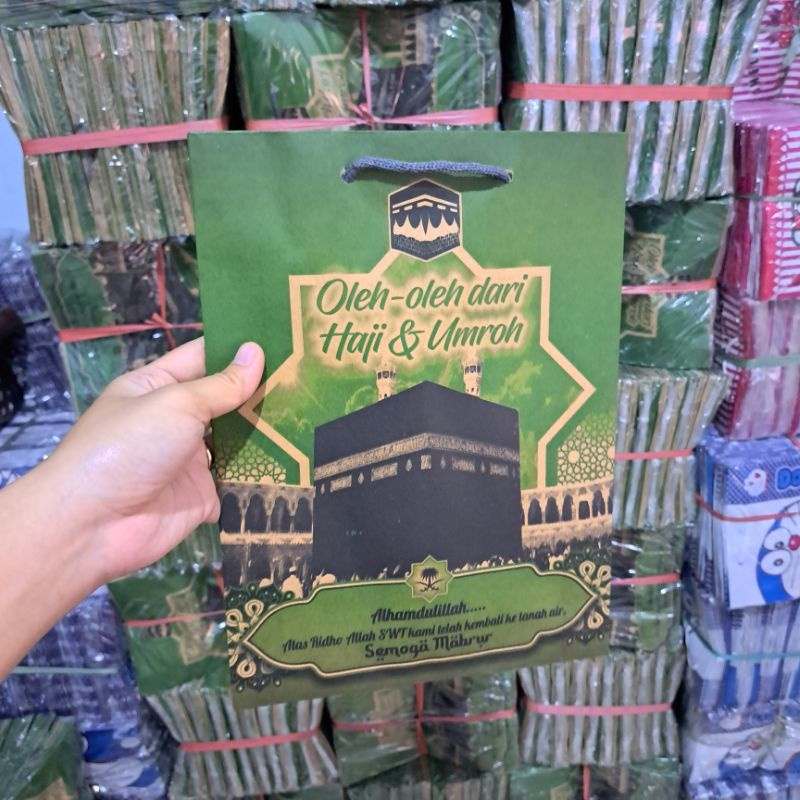 Oleh-oleh dari
Haji & Umroh
Alhamdulillah.....
Atas Ridho Allah SWT kami telah kembali ke tanah air,
Semoga Mabrur